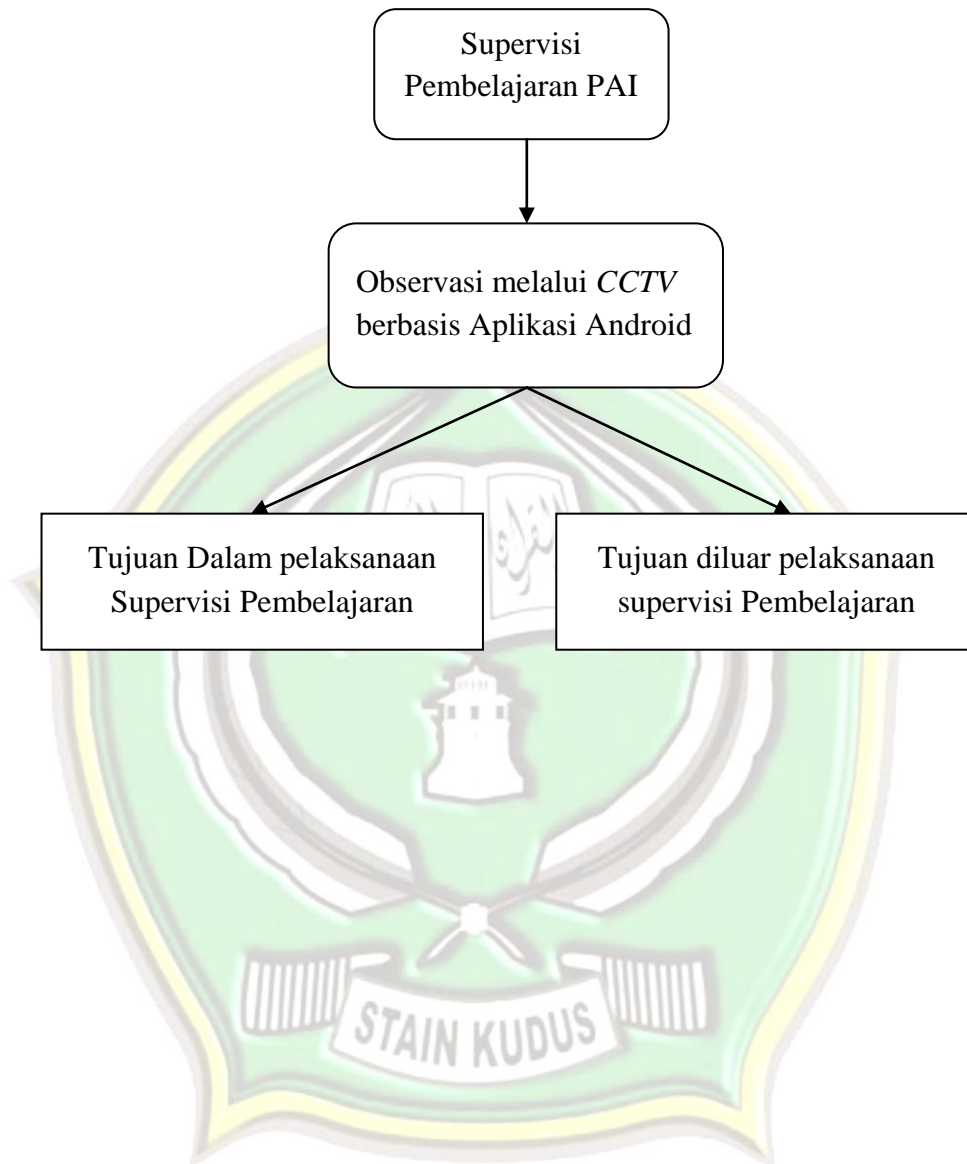 Supervisi
Pembelajaran PAI
Observasi melalui CCTV
berbasis Aplikasi Android
Tujuan Dalam pelaksanaan
Supervisi Pembelajaran
Tujuan diluar pelaksanaan
supervisi Pembelajaran
STAIN KUDUS